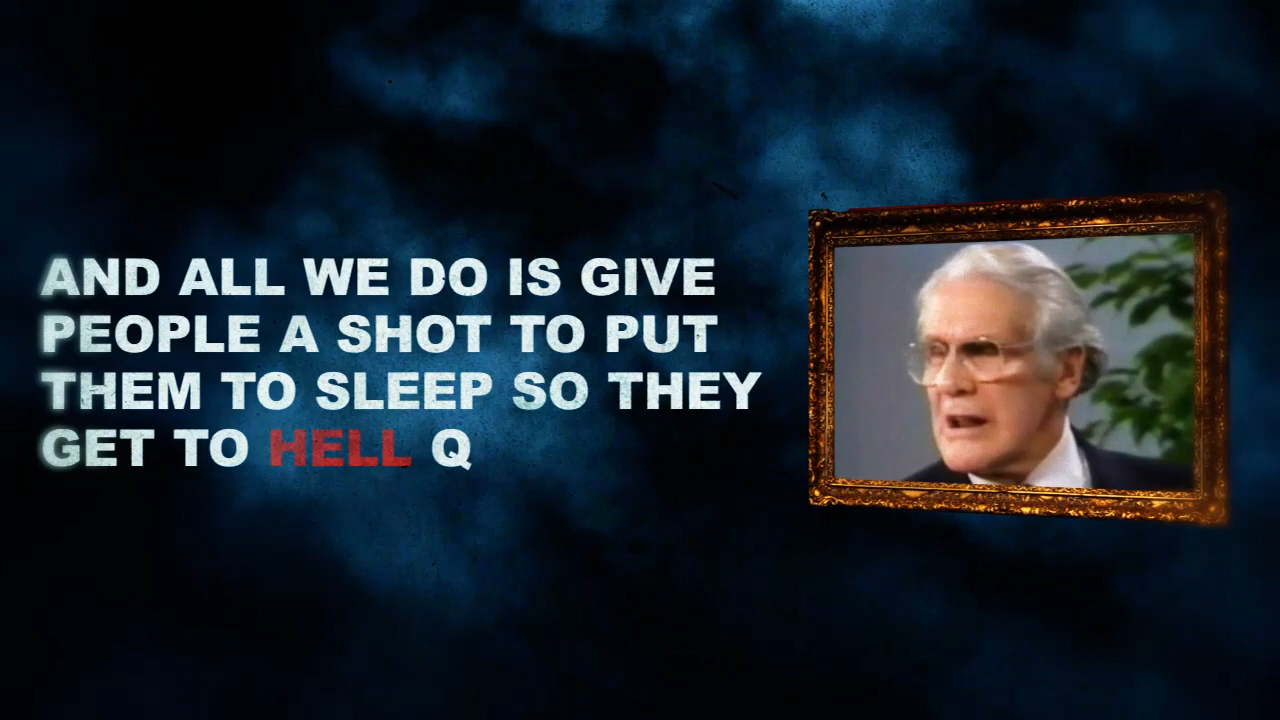 AND ALL WE DO IS GIVE
PEOPLE A SHOT TO PUT
THEM TO SLEEP SO THEY
GET TO HELL Q